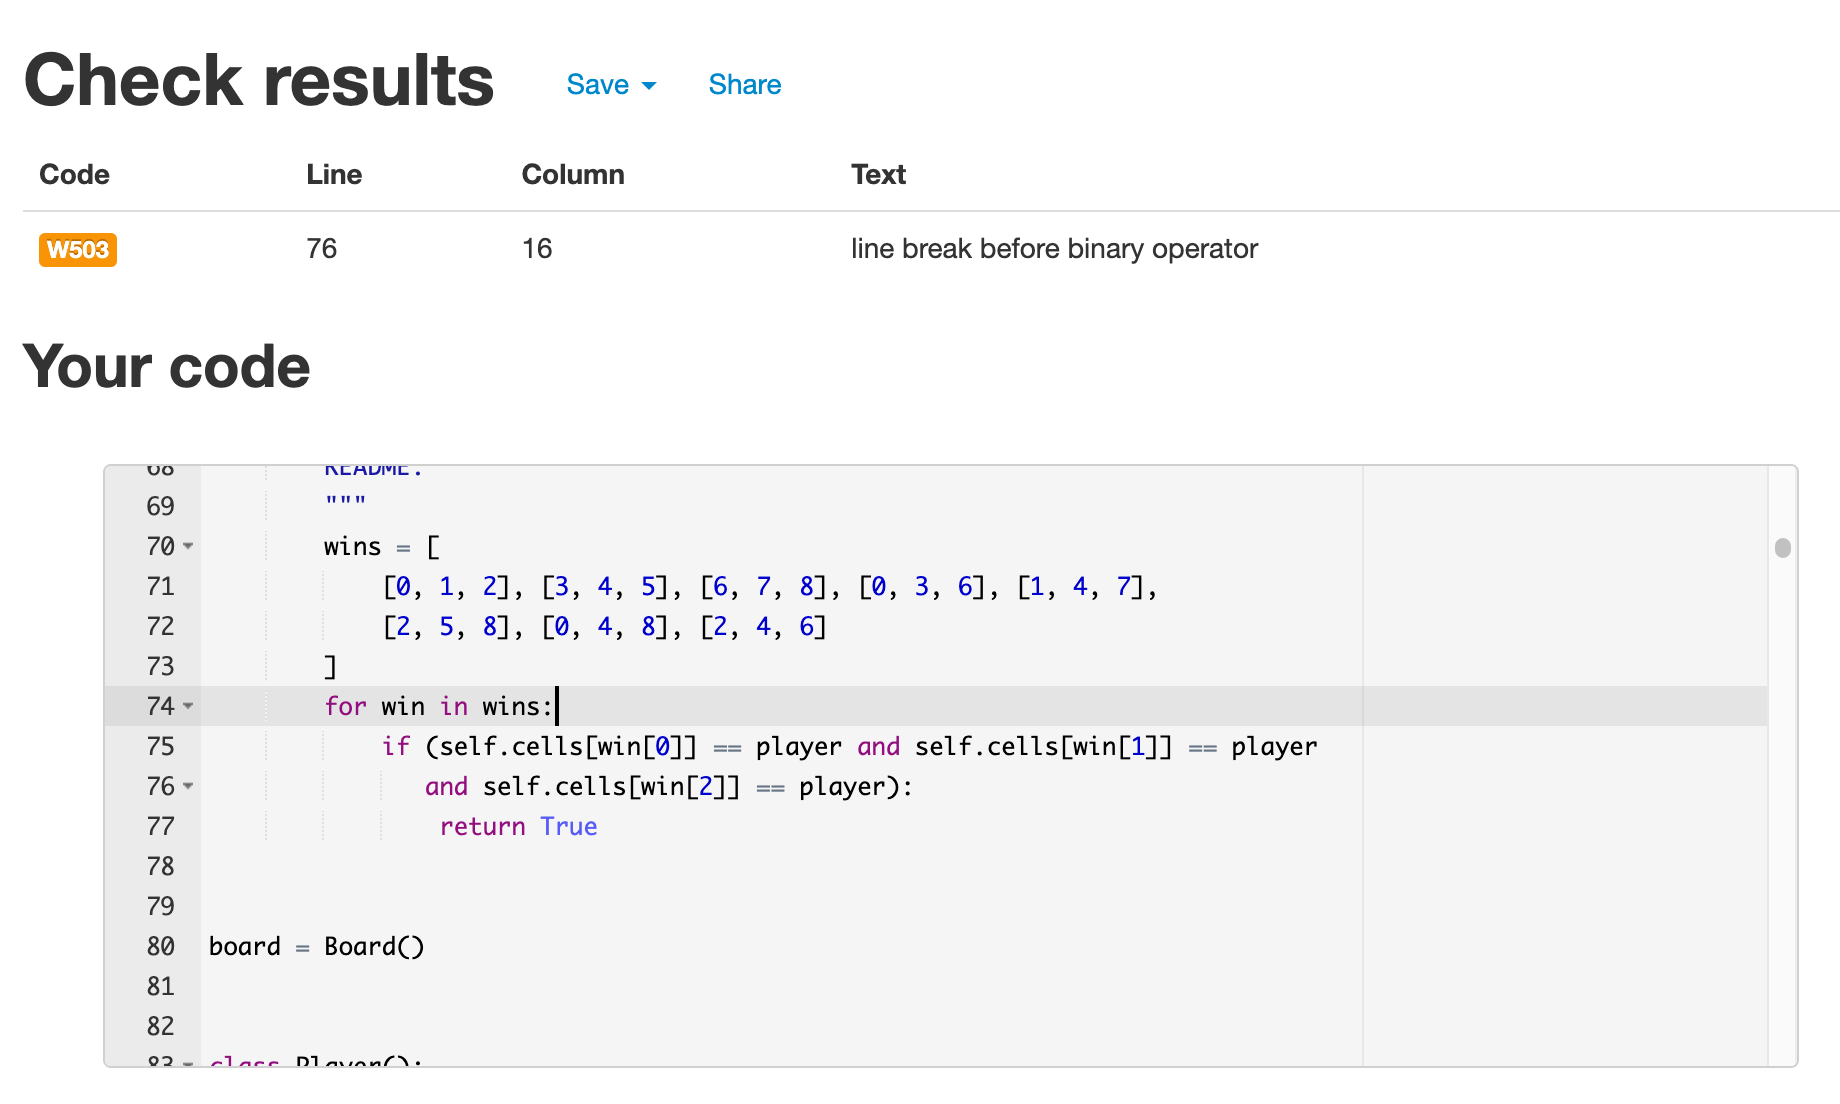 Check results Save Share
Code Line Column Text
W503 76 16 line break before binary operator
Your code
68 README.
69 """
70 wins = [
71 [0, 1, 2], [3, 4, 5], [6, 7, 8], [0, 3, 6], [1, 4, 7],
72 [2, 5, 8], [0, 4, 8], [2, 4, 6]
73 ]
74 for win in wins:
75 if (self.cells[win[0]] == player and self.cells[win[1]] == player
76 and self.cells[win[2]] == player):
77 return True
78
79
80 board = Board()
81
82
83 class Player():